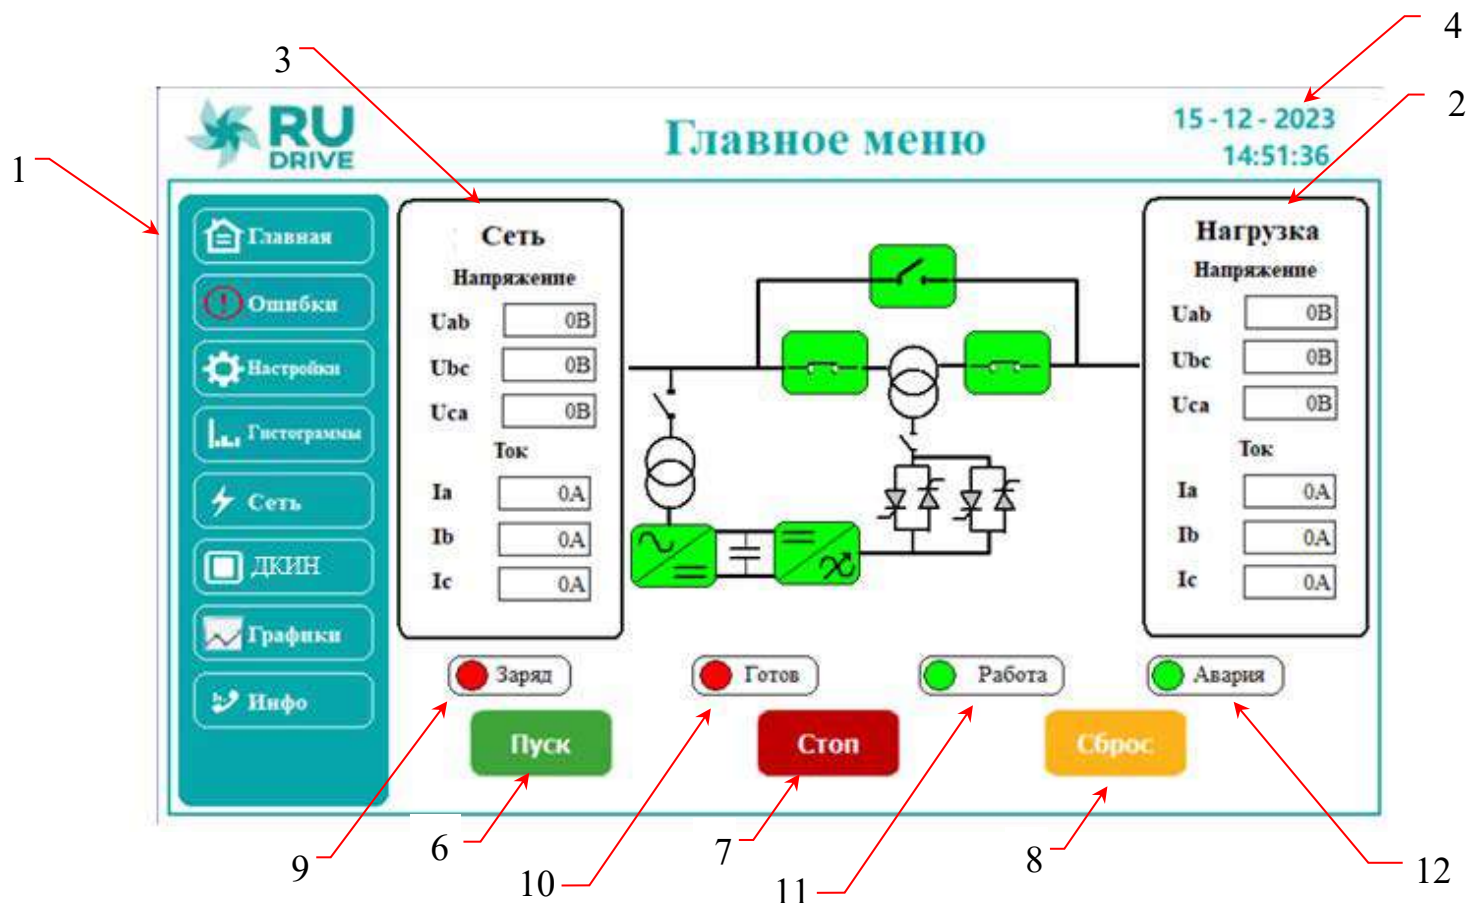 4
3
2
RU
DRIVE
Главное меню
15 - 12 - 2023
14:51:36
1
Главная
Ошибки
Настройки
Гистограммы
Сеть
ДКИН
Графики
Инфо
Сеть
Напряжение
Uab 0В
Ubc 0В
Uca 0В
Ток
Ia 0А
Ib 0А
Ic 0А
Нагрузка
Напряжение
Uab 0В
Ubc 0В
Uca 0В
Ток
Ia 0А
Ib 0А
Ic 0А
Заряд
Готов
Работа
Авария
Пуск
Стоп
Сброс
9
6
10
7
11
8
12